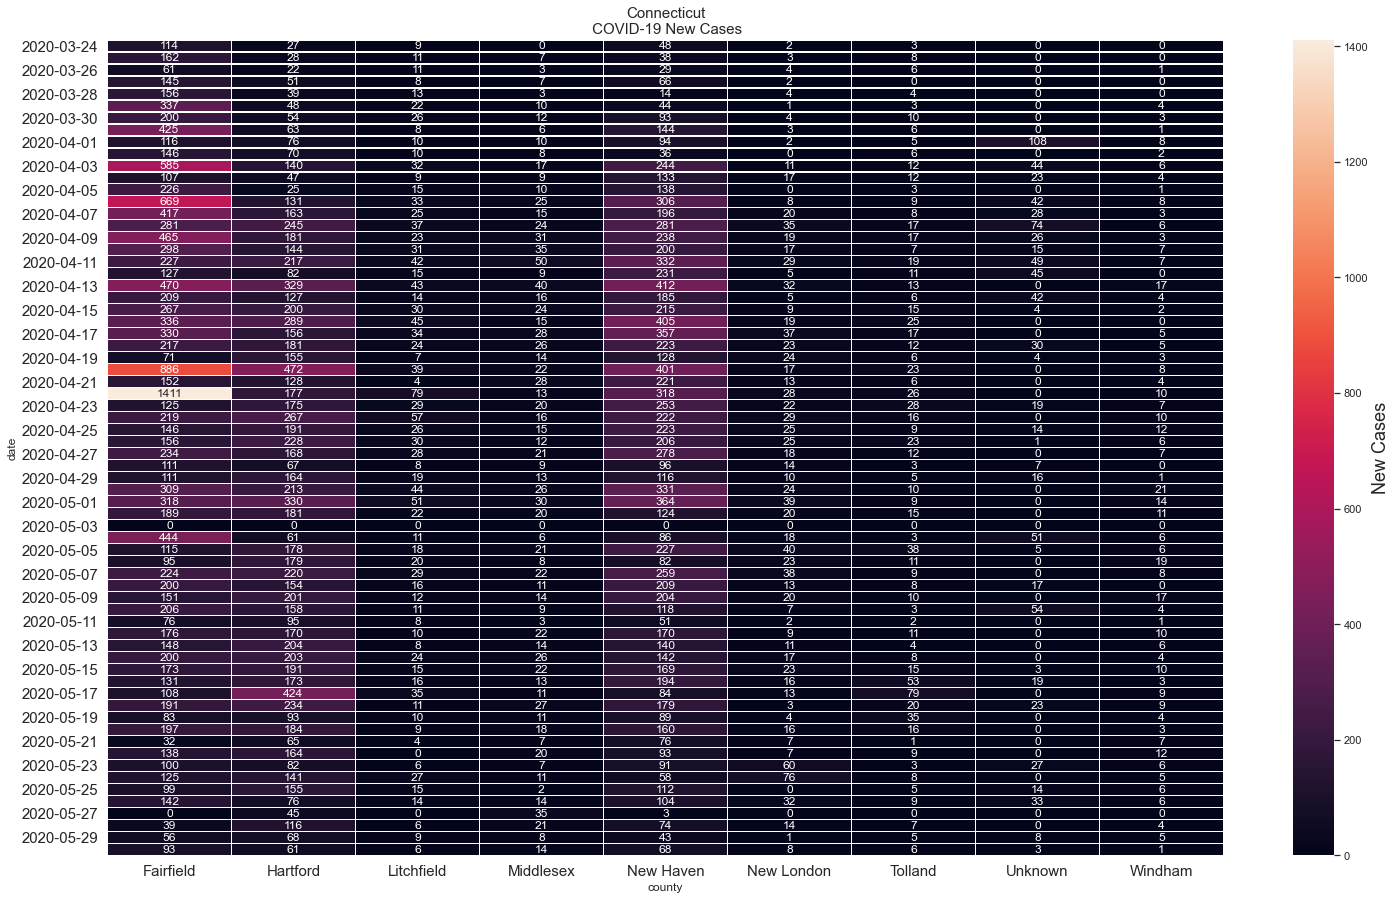 Connecticut
COVID-19 New Cases
2020-03-24 114 27 9 0 48 2 3 0 0
162 28 11 7 38 3 8 0 0
2020-03-26 61 22 11 3 29 4 6 0 1
145 51 8 7 66 2 0 0 0
2020-03-28 156 39 13 3 14 4 4 0 0
337 48 22 10 44 1 3 0 4
2020-03-30 200 54 26 12 93 4 10 0 3
425 63 8 6 144 3 6 0 1
2020-04-01 116 76 10 10 94 2 5 108 8
146 70 10 8 36 0 6 0 2
2020-04-03 585 140 32 17 244 11 12 44 6
107 47 9 9 133 17 12 23 4
2020-04-05 226 25 15 10 138 0 3 0 1
669 131 33 25 306 8 9 42 8
2020-04-07 417 163 25 15 196 20 8 28 3
281 245 37 24 281 35 17 74 6
2020-04-09 465 181 23 31 238 19 17 26 3
298 144 31 35 200 17 7 15 7
2020-04-11 227 217 42 50 332 29 19 49 7
127 82 15 9 231 5 11 45 0
2020-04-13 470 329 43 40 412 32 13 0 17
209 127 14 16 185 5 6 42 4
2020-04-15 267 200 30 24 215 9 15 4 2
336 289 45 15 405 19 25 0 0
2020-04-17 330 156 34 28 357 37 17 0 5
217 181 24 26 223 23 12 30 5
2020-04-19 71 155 7 14 128 24 6 4 3
886 472 39 22 401 17 23 0 8
2020-04-21 152 128 4 28 221 13 6 0 4
1411 177 79 13 318 28 26 0 10
2020-04-23 125 175 29 20 253 22 28 19 7
219 267 57 16 222 29 16 0 10
2020-04-25 146 191 26 15 223 25 9 14 12
156 228 30 12 206 25 23 1 6
2020-04-27 234 168 28 21 278 18 12 0 7
111 67 8 9 96 14 3 7 0
2020-04-29 111 164 19 13 116 10 5 16 1
309 213 44 26 331 24 10 0 21
2020-05-01 318 330 51 30 364 39 9 0 14
189 181 22 20 124 20 15 0 11
2020-05-03 0 0 0 0 0 0 0 0 0
444 61 11 6 86 18 3 51 6
2020-05-05 115 178 18 21 227 40 38 5 6
95 179 20 8 82 23 11 0 19
2020-05-07 224 220 29 22 259 38 9 0 8
200 154 16 11 209 13 8 17 0
2020-05-09 151 201 12 14 204 20 10 0 17
206 158 11 9 118 7 3 54 4
2020-05-11 76 95 8 3 51 2 2 0 1
176 170 10 22 170 9 11 0 10
2020-05-13 148 204 8 14 140 11 4 0 6
200 203 24 26 142 17 8 0 4
2020-05-15 173 191 15 22 169 23 15 3 10
131 173 16 13 194 16 53 19 3
2020-05-17 108 424 35 11 84 13 79 0 9
191 234 11 27 179 3 20 23 9
2020-05-19 83 93 10 11 89 4 35 0 4
197 184 9 18 160 16 16 0 3
2020-05-21 32 65 4 7 76 7 1 0 7
138 164 0 20 93 7 9 0 12
2020-05-23 100 82 6 7 91 60 3 27 6
125 141 27 11 58 76 8 0 5
2020-05-25 99 155 15 2 112 0 5 14 6
142 76 14 14 104 32 9 33 6
2020-05-27 0 45 0 35 3 0 0 0 0
39 116 6 21 74 14 7 0 4
2020-05-29 56 68 9 8 43 1 5 8 5
93 61 6 14 68 8 6 3 1
Fairfield Hartford Litchfield Middlesex New Haven New London Tolland Unknown Windham
county
date
1400
1200
1000
800
600
400
200
0
New Cases